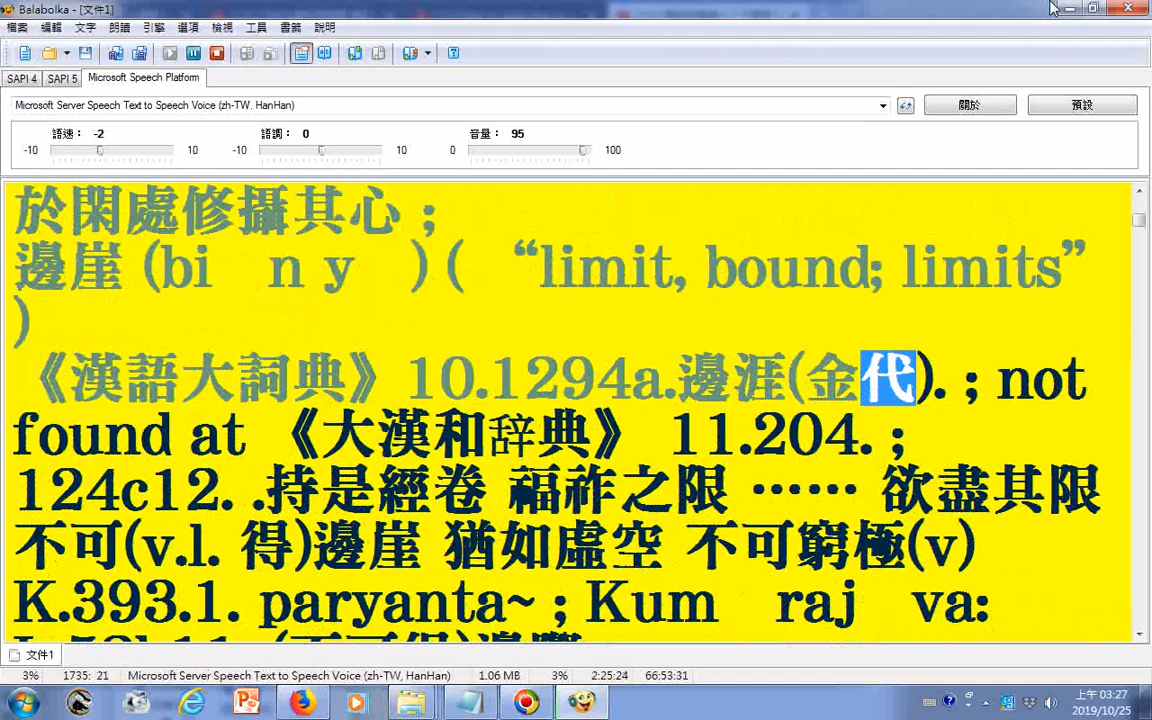 Balabolka - [文件1]
檔案 編輯 文字 朗讀 引擎 選項 檢視 工具 書籤 說明
SAPI 4 SAPI 5 Microsoft Speech Platform
Microsoft Server Speech Text to Speech Voice (zh-TW, HanHan) 關於 預設
語速： -2 語調： 0 音量： 95
-10 10 -10 10 0 100
於閑處修攝其心 ;
邊崖 (bi n y ) ( “limit, bound; limits”
)
《漢語大詞典》 10.1294a.邊涯(金代). ; not
found at 《大漢和辞典》 11.204. ;
124c12. .持是經卷 福祚之限 …… 欲盡其限
不可(v.l. 得)邊崖 猶如虛空 不可窮極(v)
K.393.1. paryanta~ ; Kum raj va:
文件1
3% 1735: 21 Microsoft Server Speech Text to Speech Voice (zh-TW, HanHan) 1.06 MB 3% 2:25:24 66:53:31
上午 03:27
2019/10/25